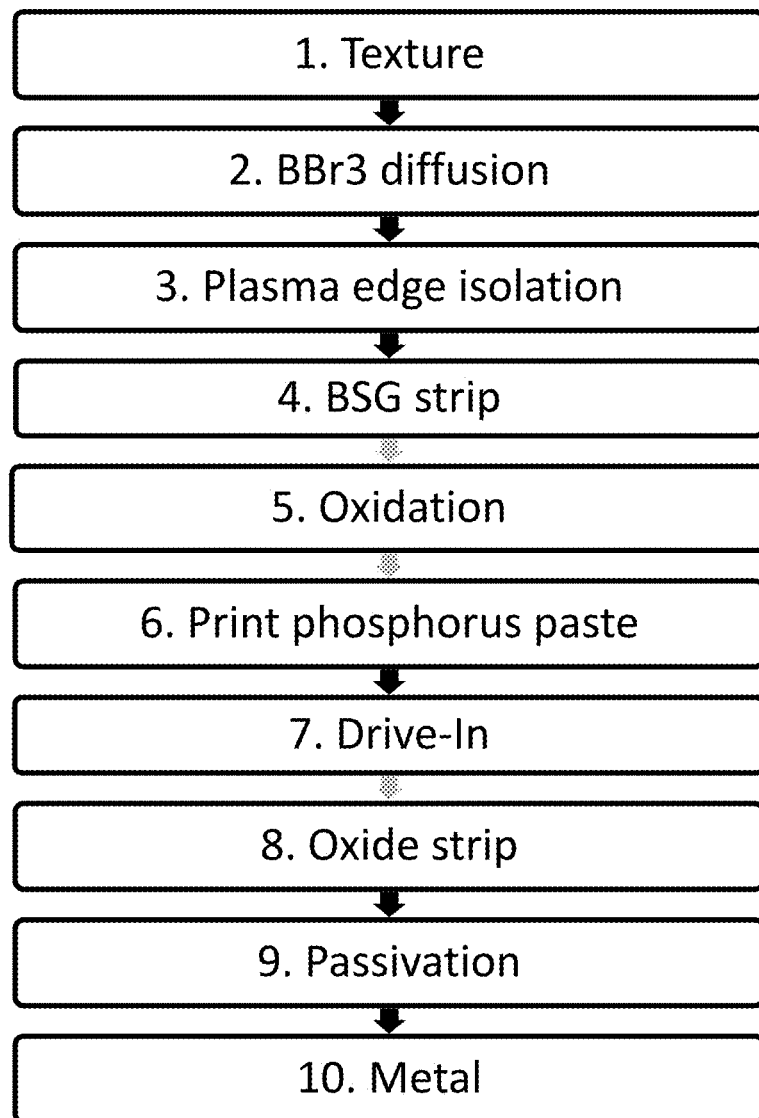 1. Texture
2. BBr3 diffusion
3. Plasma edge isolation
4. BSG strip
5. Oxidation
6. Print phosphorus paste
7. Drive-In
8. Oxide strip
9. Passivation
10. Metal